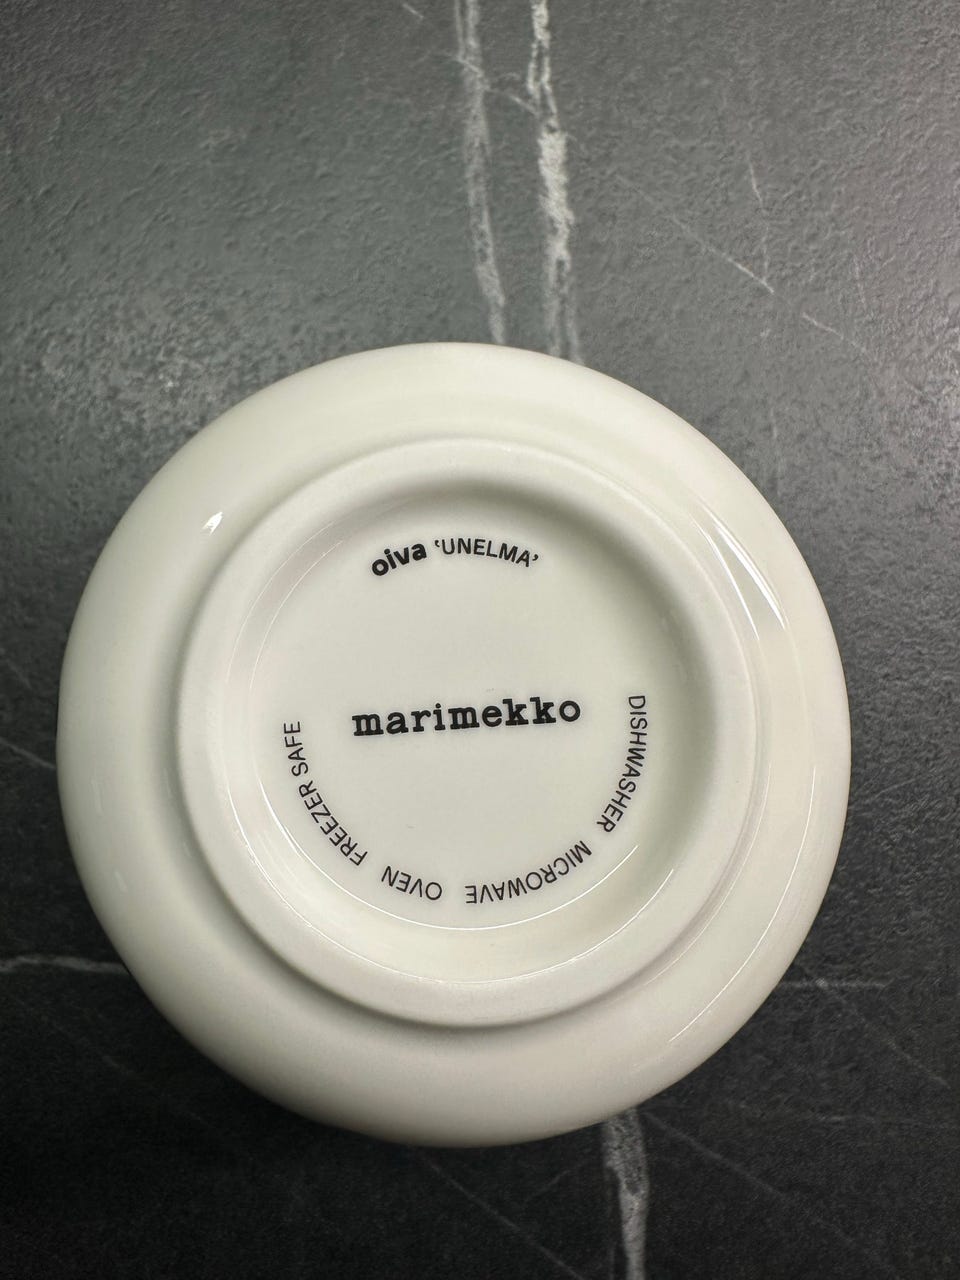 oiva ‘UNELMA’
marimekko
DISHWASHER MICROWAVE OVEN FREEZER SAFE